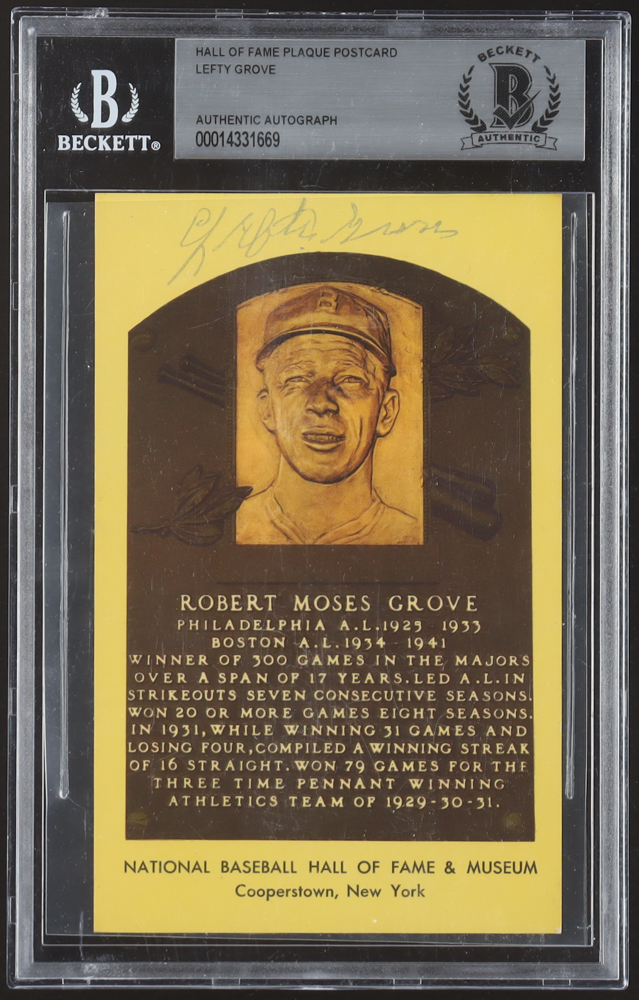 B
BECKETT®
HALL OF FAME PLAQUE POSTCARD
LEFTY GROVE
AUTHENTIC AUTOGRAPH
00014331669
BECKETT
B
AUTHENTIC
Lefty Grove
B
ROBERT MOSES GROVE
PHILADELPHIA A.L. 1925 - 1933
BOSTON A.L. 1934 - 1941
WINNER OF 300 GAMES IN THE MAJORS
OVER A SPAN OF 17 YEARS. LED A.L. IN
STRIKEOUTS SEVEN CONSECUTIVE SEASONS.
WON 20 OR MORE GAMES EIGHT SEASONS.
IN 1931, WHILE WINNING 31 GAMES AND
LOSING FOUR, COMPILED A WINNING STREAK
OF 16 STRAIGHT. WON 79 GAMES FOR THE
THREE TIME PENNANT WINNING
ATHLETICS TEAM OF 1929-30-31.
NATIONAL BASEBALL HALL OF FAME & MUSEUM
Cooperstown, New York